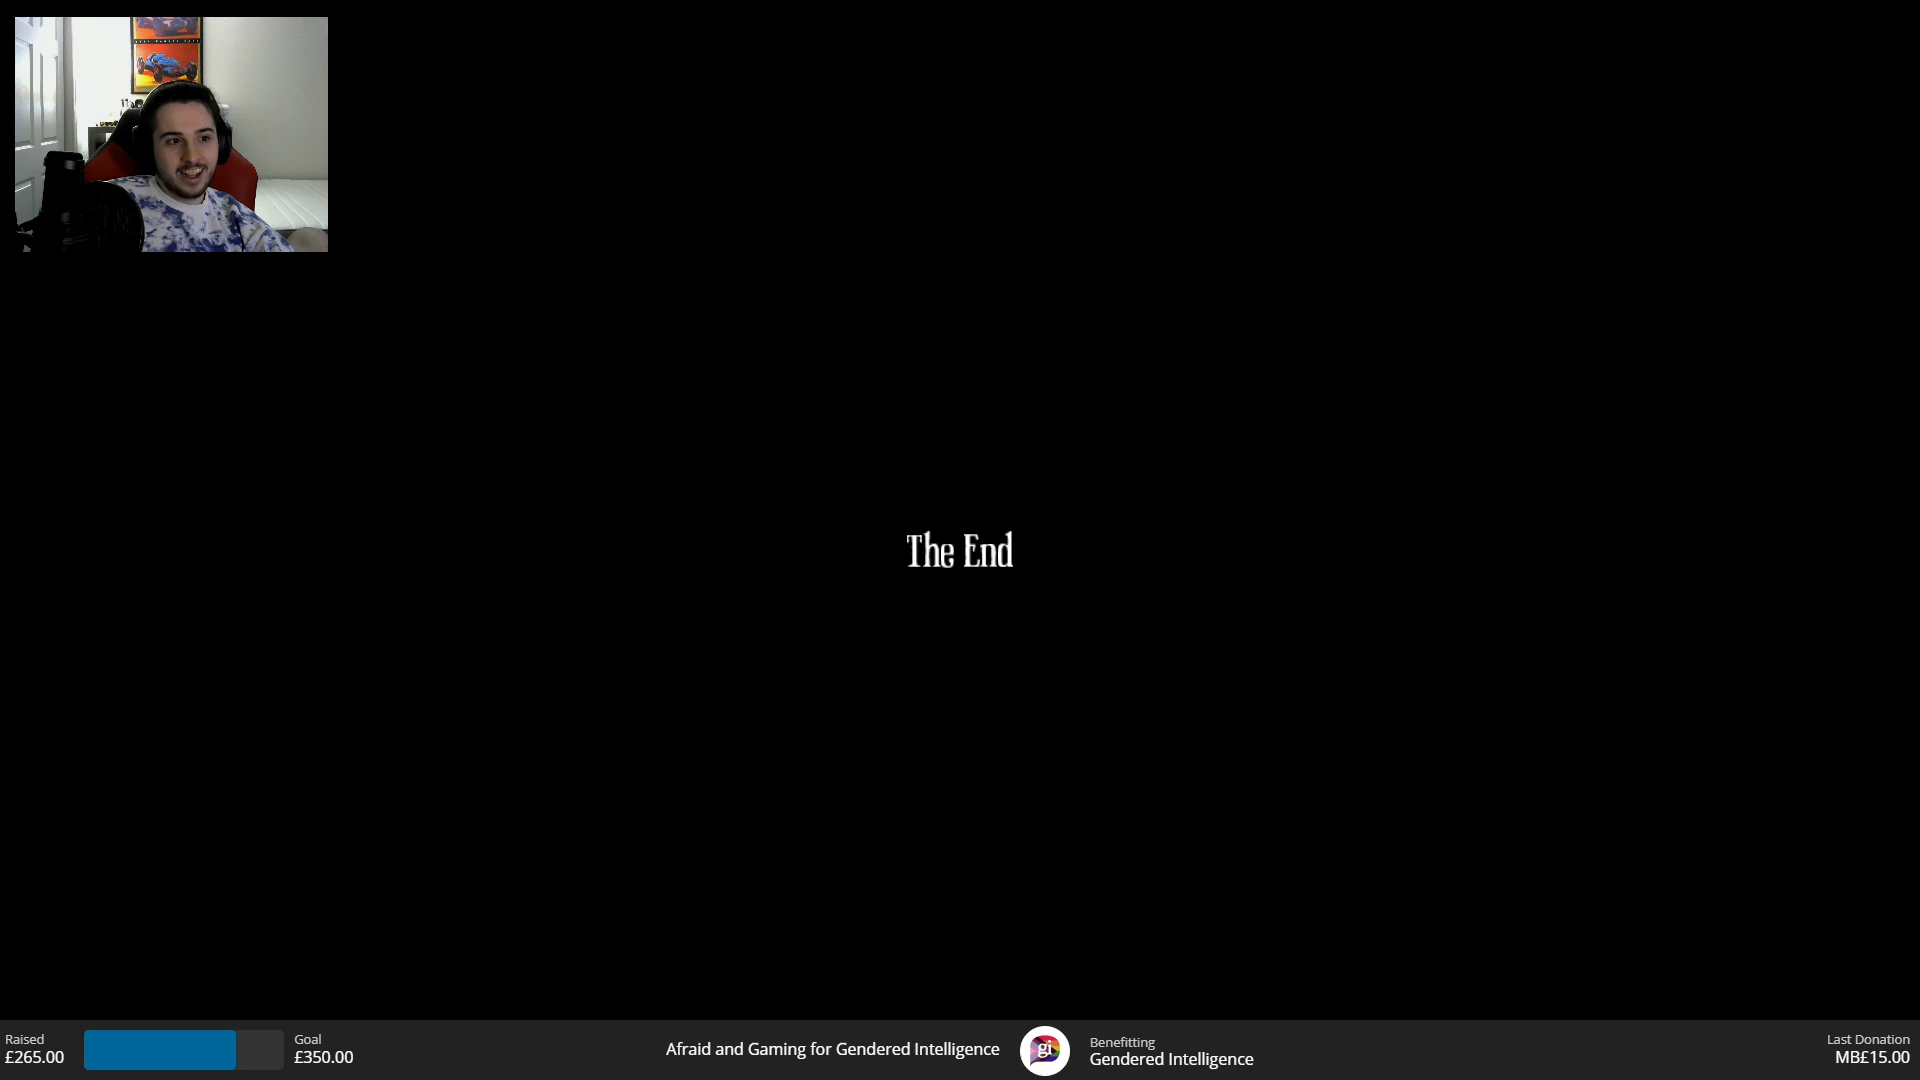 The End
Raised
£265.00
Goal
£350.00
Afraid and Gaming for Gendered Intelligence
gi
Benefitting
Gendered Intelligence
Last Donation
MB£15.00